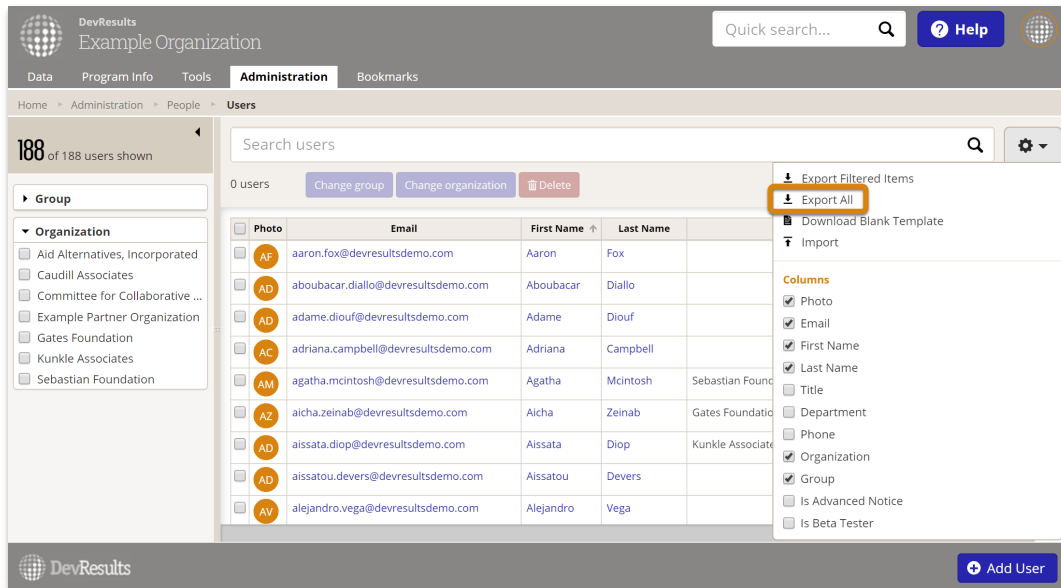 DevResults
Example Organization
Quick search...
Help
Data Program Info Tools Administration Bookmarks
Home Administration People Users
188 of 188 users shown
Group
Organization
Aid Alternatives, Incorporated
Caudill Associates
Committee for Collaborative ...
Example Partner Organization
Gates Foundation
Kunkle Associates
Sebastian Foundation
Search users
0 users Change group Change organization Delete
Photo Email First Name Last Name
AF aaron.fox@devresultsdemo.com Aaron Fox
AD aboubacar.diallo@devresultsdemo.com Aboubacar Diallo
AD adame.diouf@devresultsdemo.com Adame Diouf
AC adriana.campbell@devresultsdemo.com Adriana Campbell
AM agatha.mcintosh@devresultsdemo.com Agatha Mcintosh Sebastian Found
AZ aicha.zeinab@devresultsdemo.com Aicha Zeinab Gates Foundatio
AD aissata.diop@devresultsdemo.com Aissata Diop Kunkle Associate
AD aissatou.devers@devresultsdemo.com Aissatou Devers
AV alejandro.vega@devresultsdemo.com Alejandro Vega
Export Filtered Items
Export All
Download Blank Template
Import
Columns
Photo
Email
First Name
Last Name
Title
Department
Phone
Organization
Group
Is Advanced Notice
Is Beta Tester
DevResults
Add User